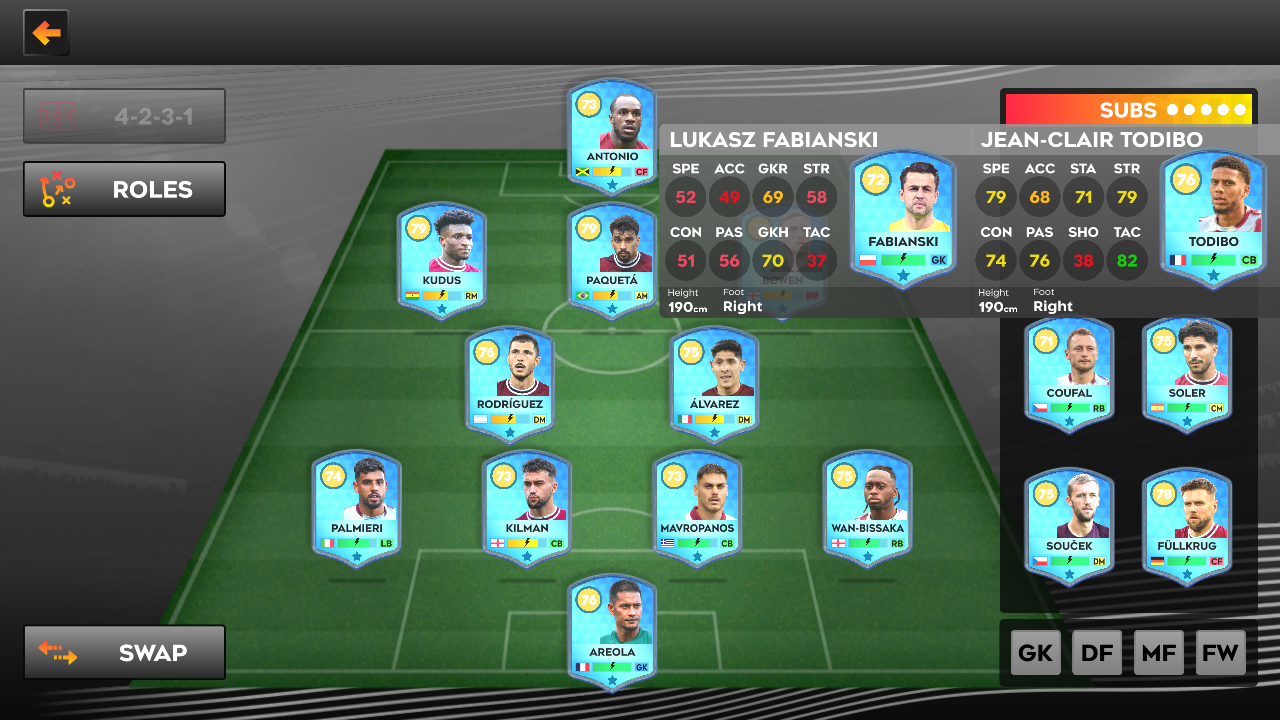 4-2-3-1
ROLES
SWAP
73
ANTONIO
CF
79
KUDUS
RM
79
PAQUETÁ
AM
BOWEN
RW
76
RODRÍGUEZ
DM
75
ÁLVAREZ
DM
74
PALMIERI
LB
73
KILMAN
CB
73
MAVROPANOS
CB
75
WAN-BISSAKA
RB
76
AREOLA
GK
SUBS
LUKASZ FABIANSKI
SPE ACC GKR STR
52 49 69 58
CON PAS GKH TAC
51 56 70 37
Height Foot
190cm Right
72
FABIANSKI
GK
JEAN-CLAIR TODIBO
SPE ACC STA STR
79 68 71 79
CON PAS SHO TAC
74 76 38 82
Height Foot
190cm Right
76
TODIBO
CB
71
COUFAL
RB
75
SOLER
CM
75
SOUČEK
DM
78
FÜLLKRUG
CF
GK DF MF FW